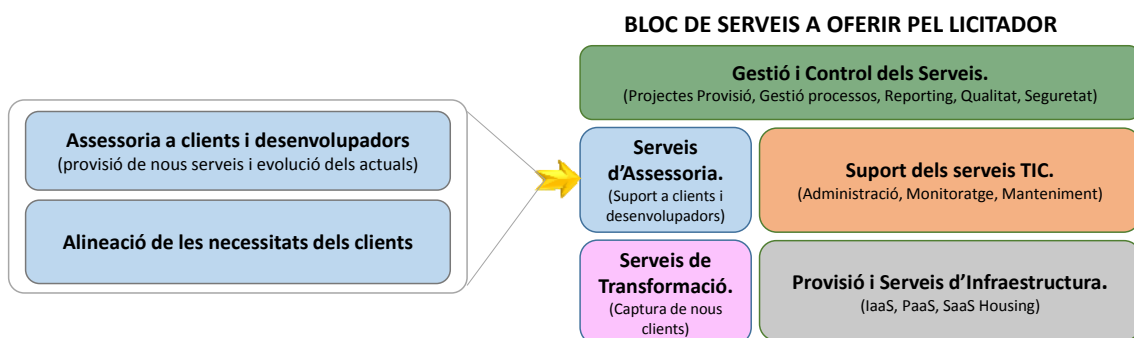 BLOC DE SERVEIS A OFERIR PEL LICITADOR
Gestió i Control dels Serveis.
(Projectes Provisió, Gestió processos, Reporting, Qualitat, Seguretat)
Assessoria a clients i desenvolupadors
(provisió de nous serveis i evolució dels actuals)
Alineació de les necessitats dels clients
Serveis
d’Assessoria.
(Suport a clients i
desenvolupadors)
Suport dels serveis TIC.
(Administració, Monitoratge, Manteniment)
Serveis de
Transformació.
(Captura de nous
clients)
Provisió i Serveis d’Infraestructura.
(IaaS, PaaS, SaaS Housing)